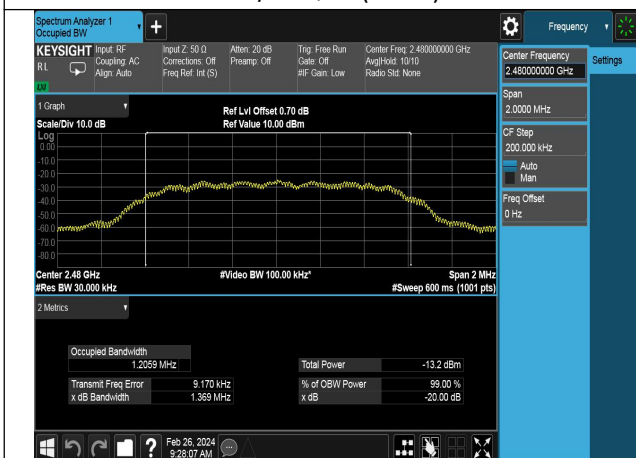 Spectrum Analyzer 1
Occupied BW
Frequency
KEYSIGHT
R L
LXI
Input: RF
Coupling: AC
Align: Auto
Input Z: 50 Ω
Corrections: Off
Freq Ref: Int (S)
Atten: 20 dB
Preamp: Off
Trig: Free Run
Gate: Off
#IF Gain: Low
Center Freq: 2.480000000 GHz
Avg|Hold: 10/10
Radio Std: None
Center Frequency
2.480000000 GHz
Settings
Span
2.0000 MHz
CF Step
200.000 kHz
Auto
Man
Freq Offset
0 Hz
1 Graph
Scale/Div 10.0 dB
Ref Lvl Offset 0.70 dB
Ref Value 10.00 dBm
Log
0.00
-10.0
-20.0
-30.0
-40.0
-50.0
-60.0
-70.0
-80.0
Center 2.48 GHz
#Video BW 100.00 kHz*
Span 2 MHz
#Res BW 30.000 kHz
#Sweep 600 ms (1001 pts)
2 Metrics
Occupied Bandwidth
1.2059 MHz
Total Power -13.2 dBm
Transmit Freq Error 9.170 kHz
% of OBW Power 99.00 %
x dB Bandwidth 1.369 MHz
x dB -20.00 dB
?
Feb 26, 2024
9:28:07 AM